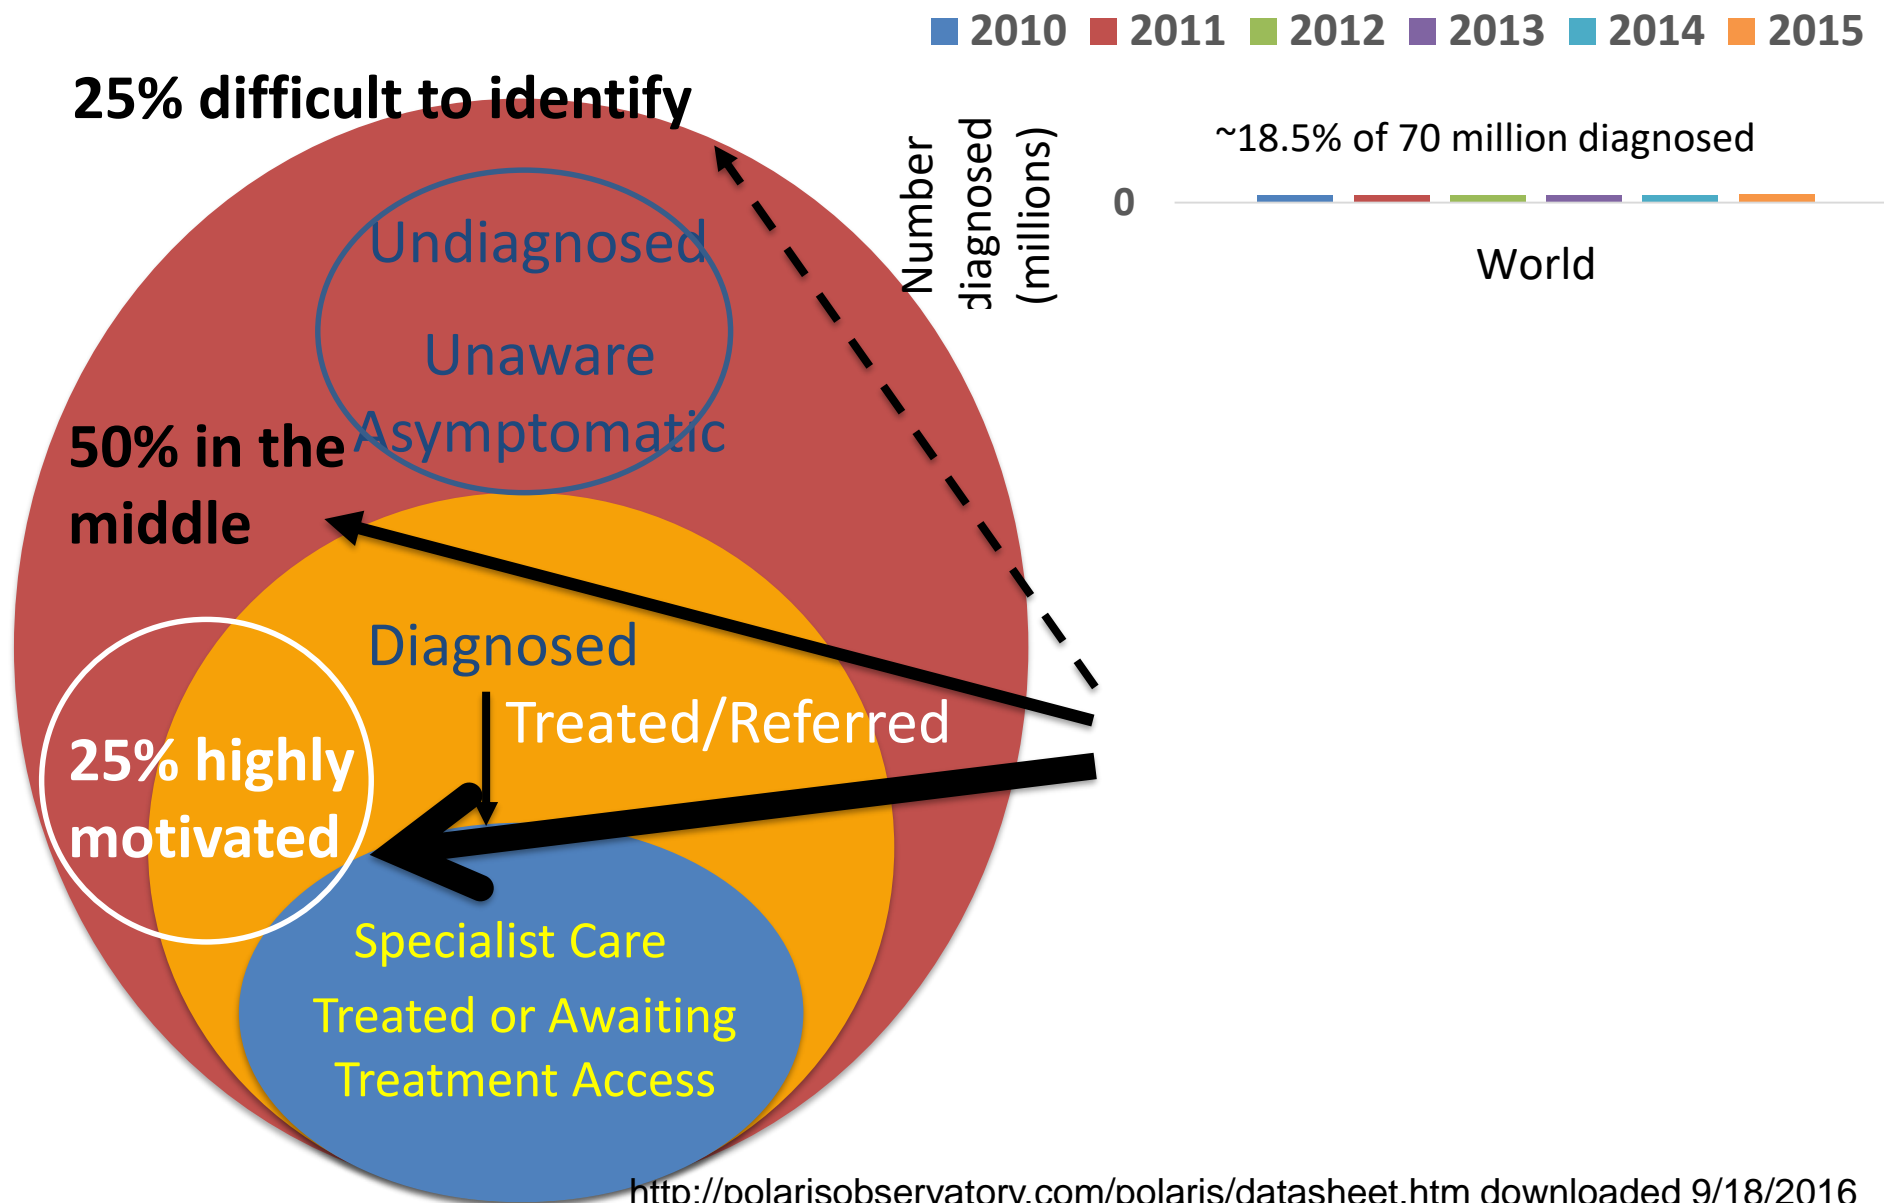 2010 2011 2012 2013 2014 2015
25% difficult to identify
Number
diagnosed
(millions)
~18.5% of 70 million diagnosed
0
World
Undiagnosed
Unaware
Asymptomatic
50% in the
middle
Diagnosed
Treated/Referred
25% highly
motivated
Specialist Care
Treated or Awaiting
Treatment Access
http://polarisobservatory.com/polaris/datasheet.htm downloaded 9/18/2016